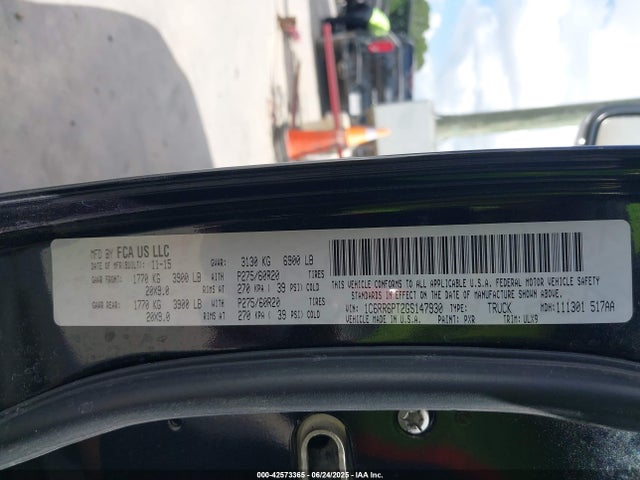 MFD BY FCA US LLC
DATE OF MFR(BUILT): 11-15 GVWR: 3130 KG 6900 LB
GAWR FRONT: 1770 KG 3900 LB WITH P275/60R20 TIRES
20X9.0 RIMS AT 270 KPA ( 39 PSI) COLD
GAWR REAR: 1770 KG 3900 LB WITH P275/60R20 TIRES
20X9.0 RIMS AT 270 KPA ( 39 PSI) COLD
THIS VEHICLE CONFORMS TO ALL APPLICABLE U.S.A. FEDERAL MOTOR VEHICLE SAFETY
STANDARDS IN EFFECT ON THE DATE OF MANUFACTURE SHOWN ABOVE.
VIN: 1C6RR6PT2GS147930 TYPE: TRUCK MDH: 111301 517AA
VEHICLE MADE IN U.S.A. PAINT: PXR TRIM: ULX9
000-42573365 06/24/2025 IAA Inc.